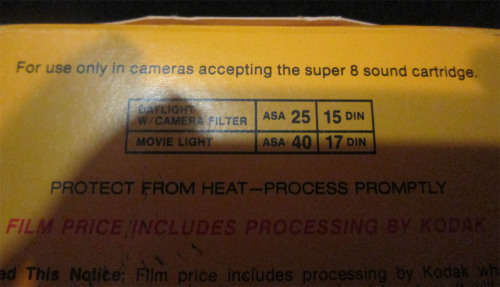 For use only in cameras accepting the super 8 sound cartridge.
DAYLIGHT
W/CAMERA FILTER ASA 25 15 DIN
MOVIE LIGHT ASA 40 17 DIN
PROTECT FROM HEAT—PROCESS PROMPTLY
FILM PRICE INCLUDES PROCESSING BY KODAK
This Notice: Film price includes processing by Kodak